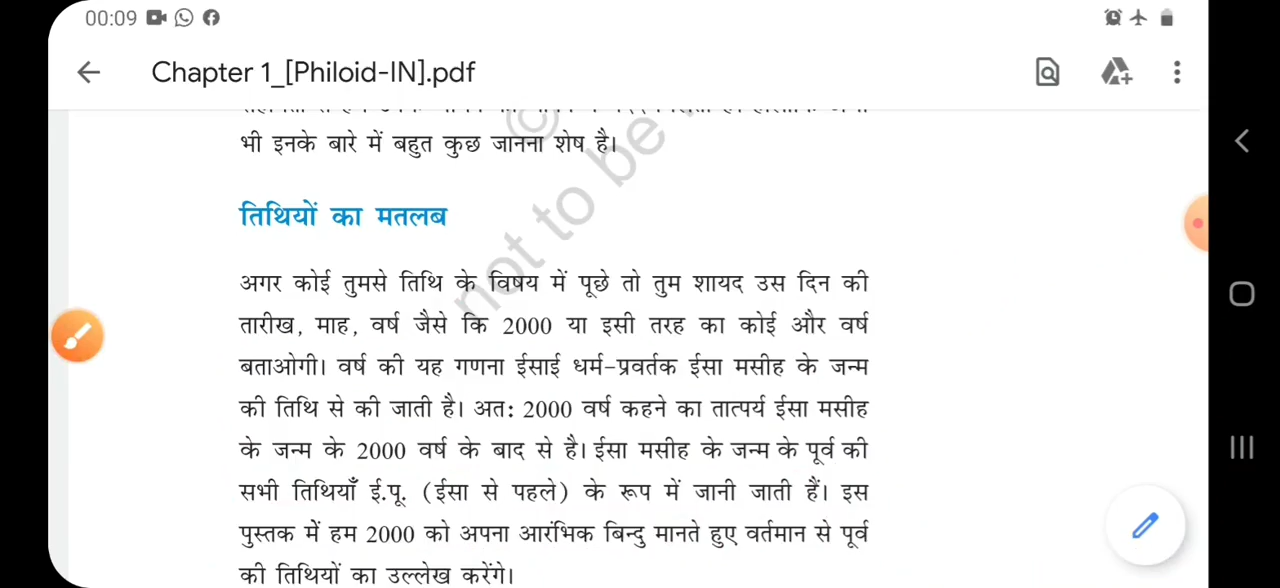 00:09
Chapter 1_[Philoid-IN].pdf
भी इनके बारे में बहुत कुछ जानना शेष है।
©
not to be
तिथियों का मतलब
अगर कोई तुमसे तिथि के विषय में पूछे तो तुम शायद उस दिन की
तारीख, माह, वर्ष जैसे कि 2000 या इसी तरह का कोई और वर्ष
बताओगी। वर्ष की यह गणना ईसाई धर्म-प्रवर्तक ईसा मसीह के जन्म
की तिथि से की जाती है। अत: 2000 वर्ष कहने का तात्पर्य ईसा मसीह
के जन्म के 2000 वर्ष के बाद से है। ईसा मसीह के जन्म के पूर्व की
सभी तिथियाँ ई.पू. (ईसा से पहले) के रूप में जानी जाती हैं। इस
पुस्तक में हम 2000 को अपना आरंभिक बिन्दु मानते हुए वर्तमान से पूर्व
की तिथियों का उल्लेख करेंगे।